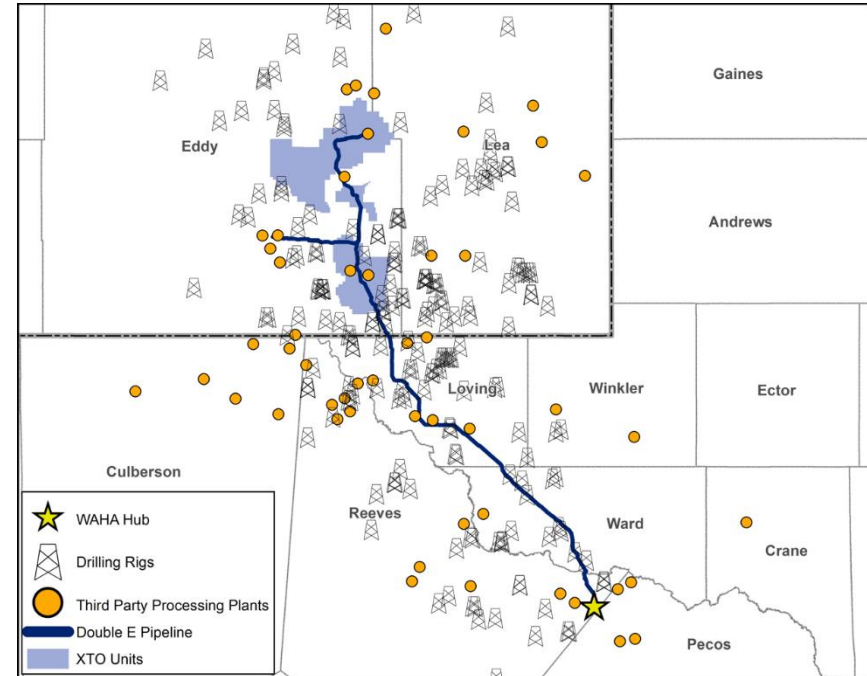 Gaines
Eddy
Lea
Andrews
Loving
Winkler
Ector
Culberson
Reeves
Ward
Crane
Pecos
WAHA Hub
Drilling Rigs
Third Party Processing Plants
Double E Pipeline
XTO Units